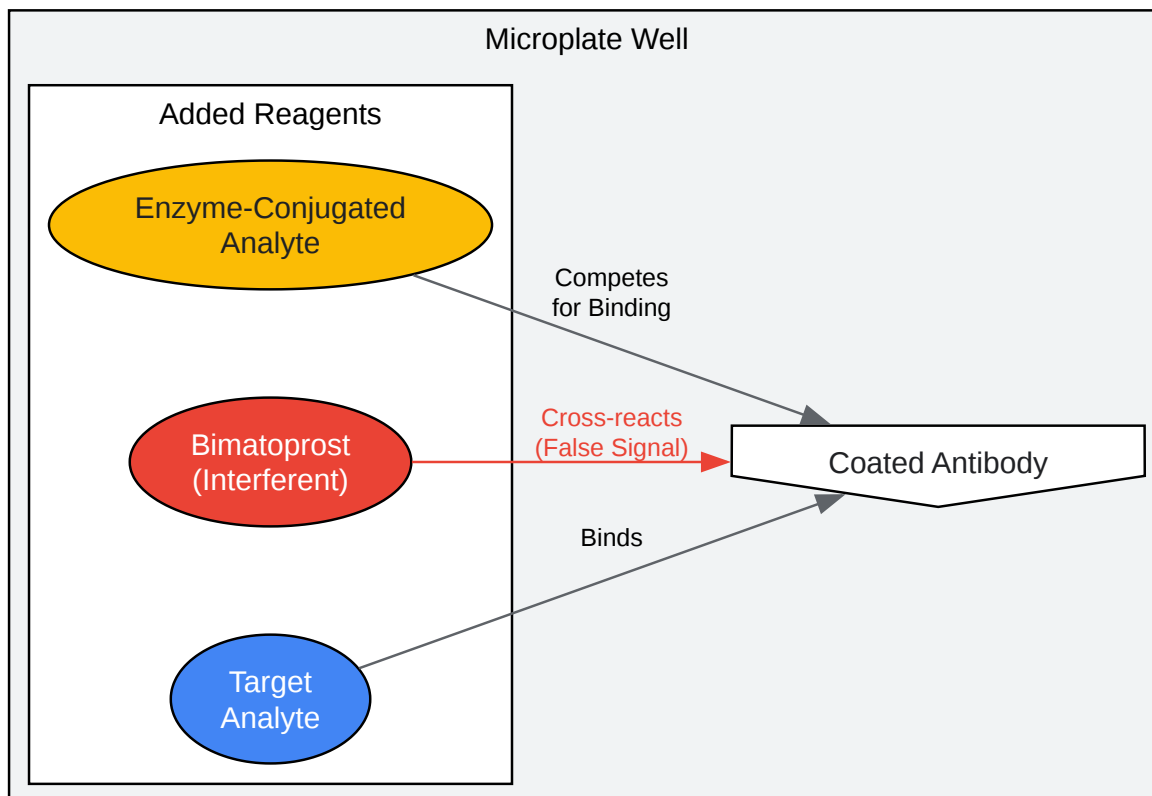 Microplate Well
Added Reagents
Enzyme-Conjugated
Analyte
Competes
for Binding
Bimatoprost
(Interferent)
Cross-reacts
(False Signal)
Coated Antibody
Binds
Target
Analyte